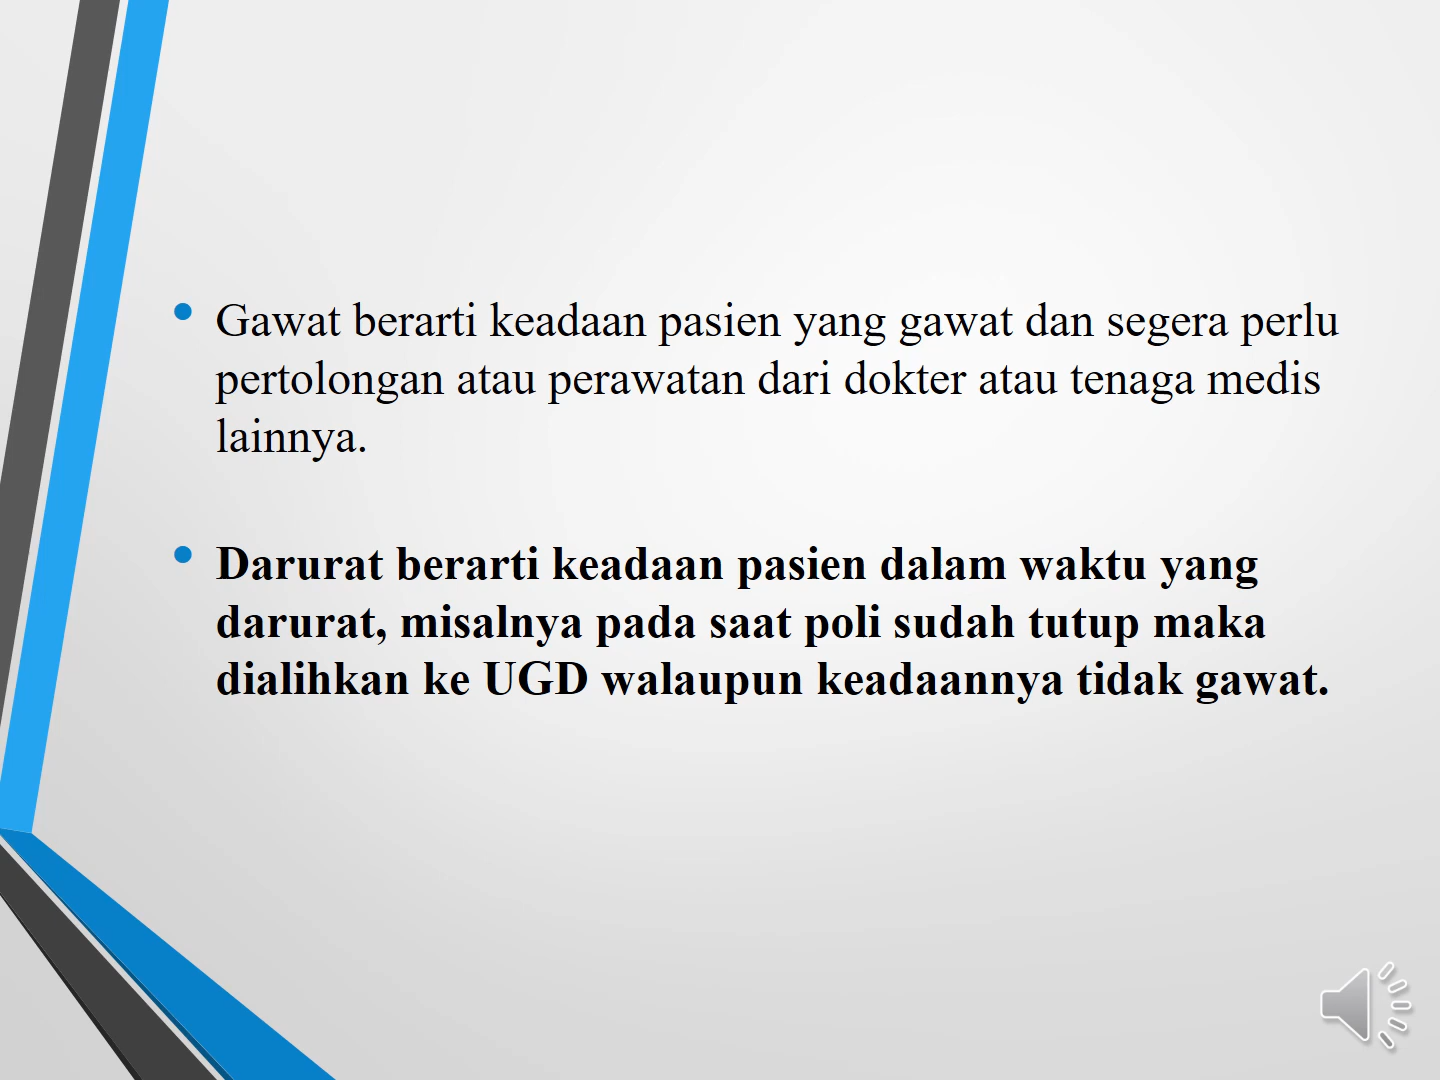 • Gawat berarti keadaan pasien yang gawat dan segera perlu
pertolongan atau perawatan dari dokter atau tenaga medis
lainnya.
• Darurat berarti keadaan pasien dalam waktu yang
darurat, misalnya pada saat poli sudah tutup maka
dialihkan ke UGD walaupun keadaannya tidak gawat.